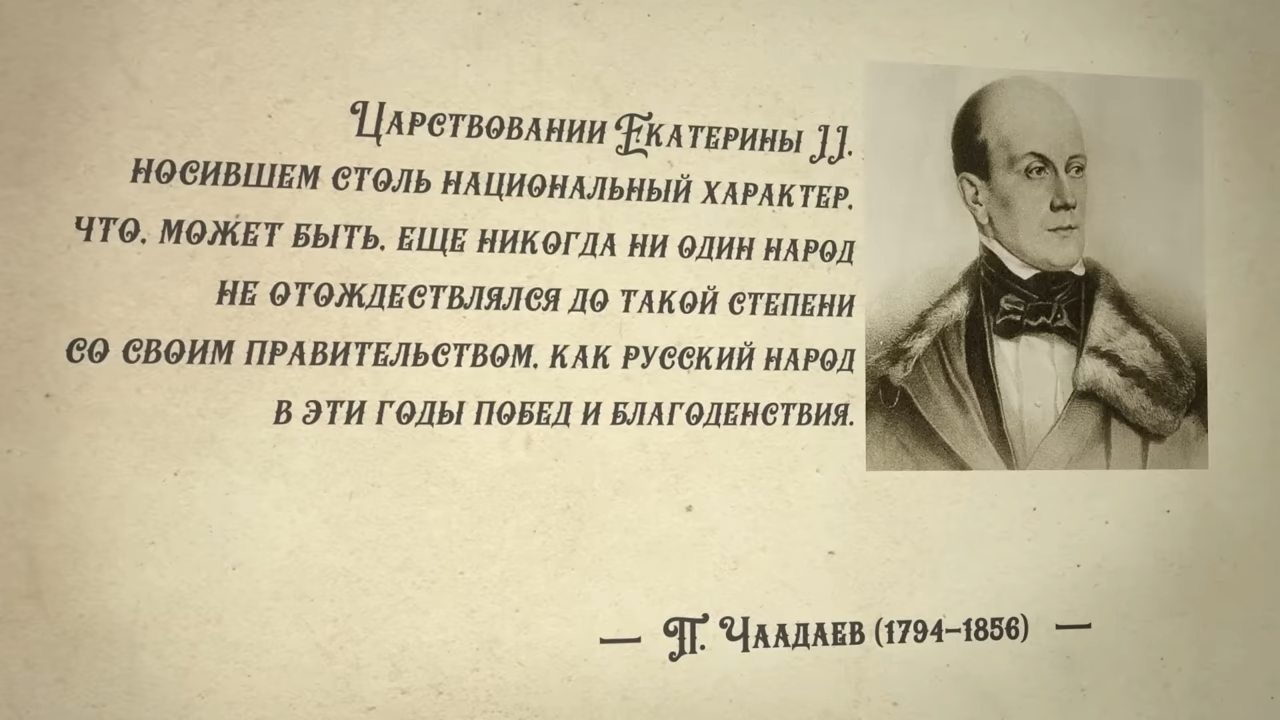 Царствовании Екатерины II,
носившем столь национальный характер,
что, может быть, еще никогда ни один народ
не отождествлялся до такой степени
со своим правительством, как русский народ
в эти годы побед и благоденствия.
— П. Чаадаев (1794–1856) —